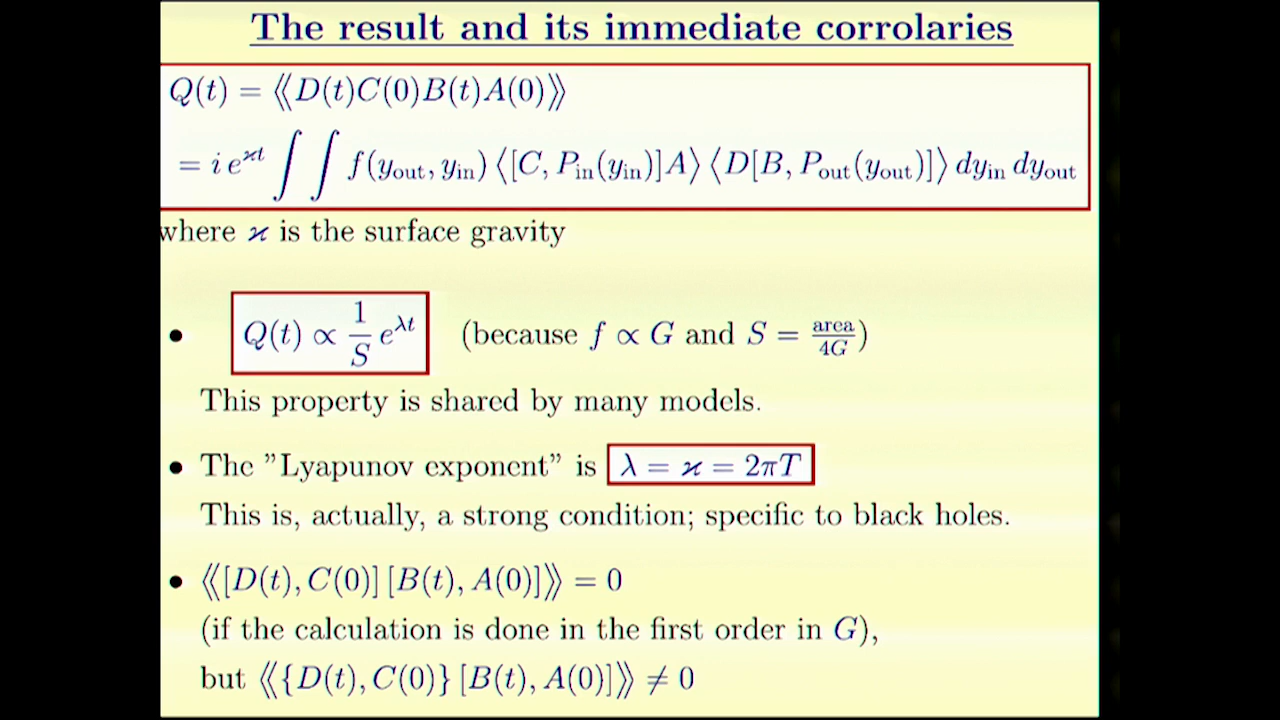 The result and its immediate corrolaries
Q(t) = ⟪D(t)C(0)B(t)A(0)⟫
= i e^{ϰt} ∫ ∫ f(y_out, y_in) ⟨[C, P_in(y_in)]A⟩ ⟨D[B, P_out(y_out)]⟩ dy_in dy_out
where ϰ is the surface gravity
• Q(t) ∝ 1/S e^{λt} (because f ∝ G and S = area/4G)
This property is shared by many models.
• The ”Lyapunov exponent” is λ = ϰ = 2πT
This is, actually, a strong condition; specific to black holes.
• ⟪[D(t), C(0)] [B(t), A(0)]⟫ = 0
(if the calculation is done in the first order in G),
but ⟪{D(t), C(0)} [B(t), A(0)]⟫ ≠ 0